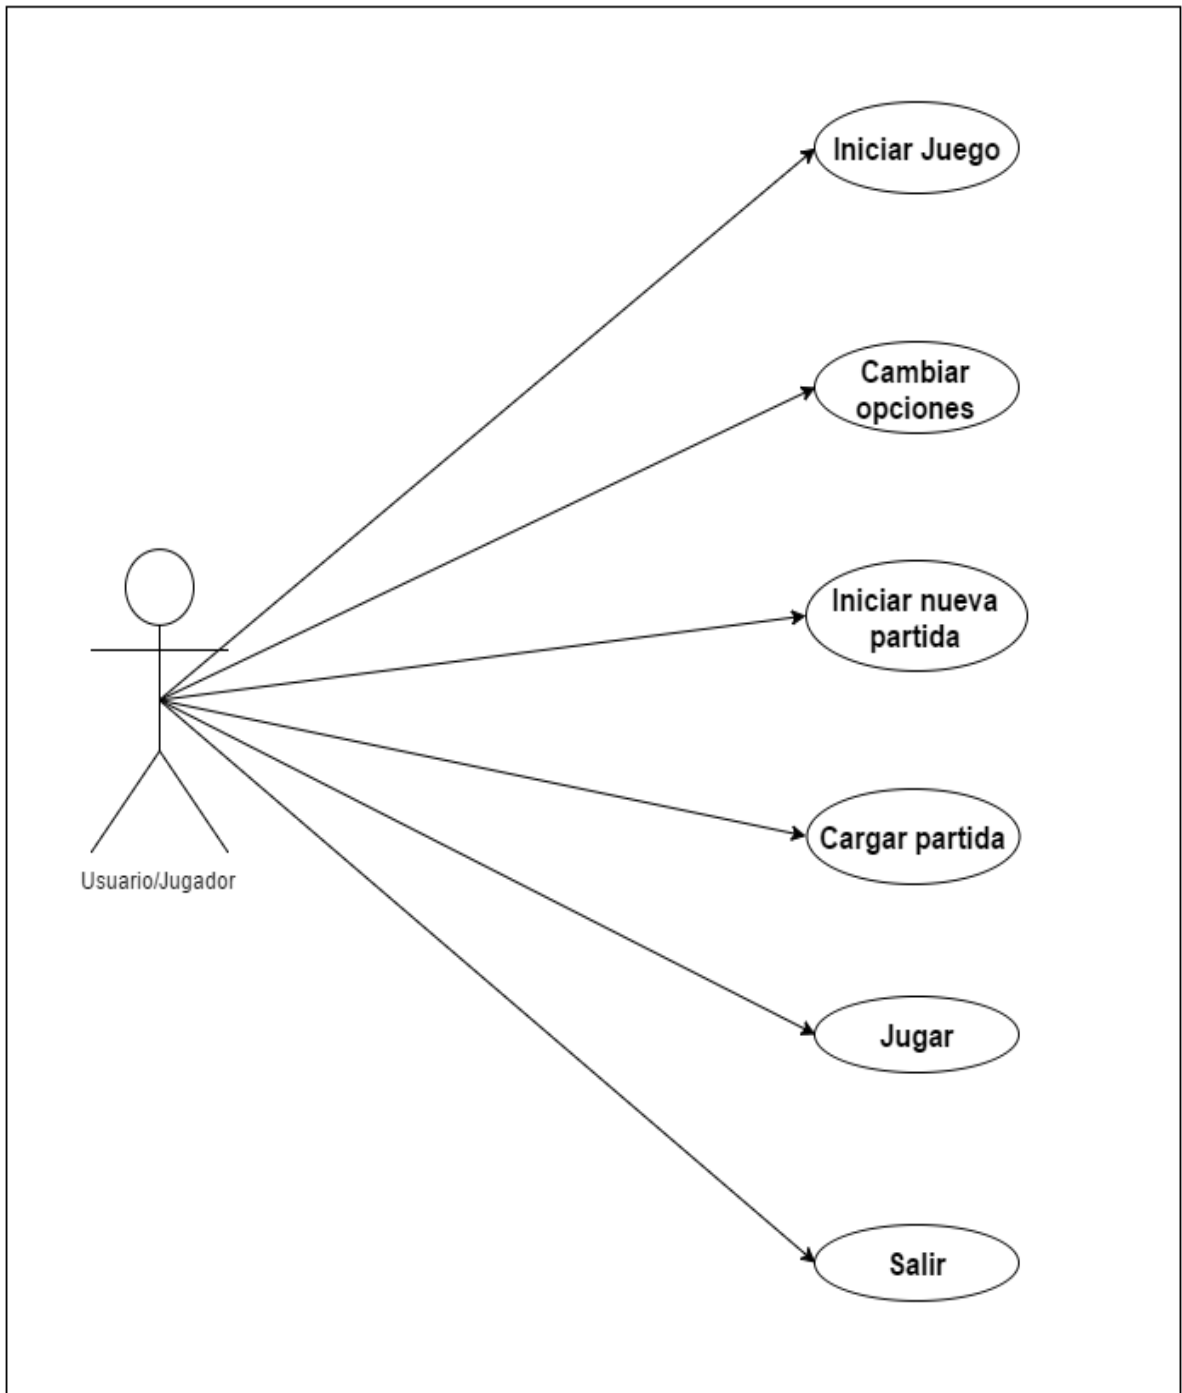 Iniciar Juego
Cambiar
opciones
Iniciar nueva
partida
Cargar partida
Usuario/Jugador
Jugar
Salir